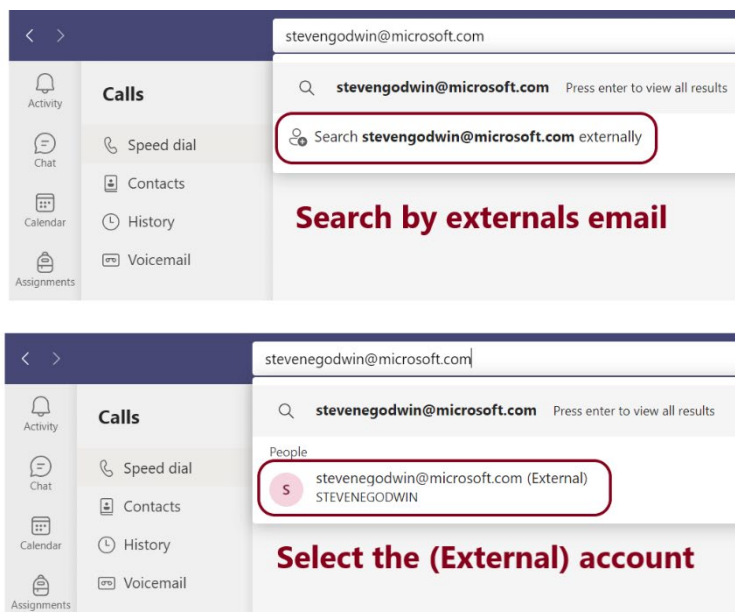 stevengodwin@microsoft.com
Activity
Chat
Calendar
Assignments
Calls
Speed dial
Contacts
History
Voicemail
stevengodwin@microsoft.com Press enter to view all results
Search stevengodwin@microsoft.com externally
Search by externals email
stevenegodwin@microsoft.com
Activity
Chat
Calendar
Assignments
Calls
Speed dial
Contacts
History
Voicemail
stevenegodwin@microsoft.com Press enter to view all results
People
S
stevenegodwin@microsoft.com (External)
STEVENEGODWIN
Select the (External) account